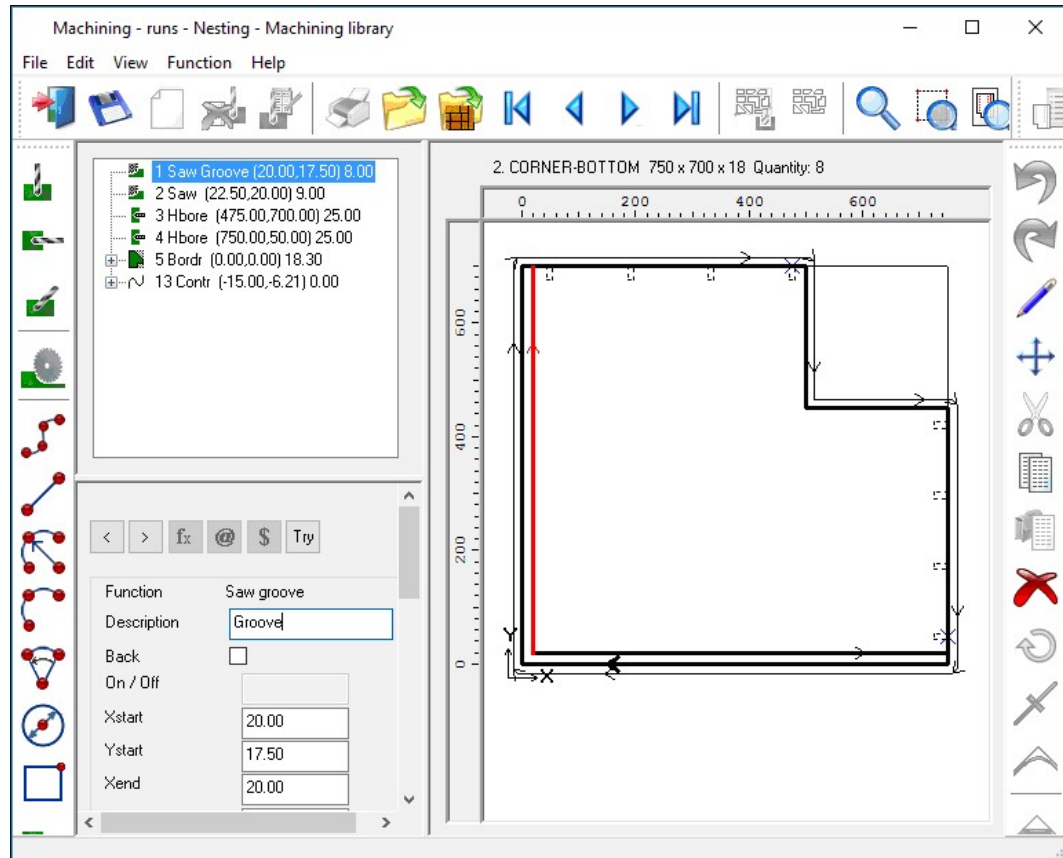 Machining - runs - Nesting - Machining library
File Edit View Function Help
1 Saw Groove (20.00,17.50) 8.00
2 Saw (22.50,20.00) 9.00
3 Hbore (475.00,700.00) 25.00
4 Hbore (750.00,50.00) 25.00
5 Bordr (0.00,0.00) 18.30
13 Contr (-15.00,-6.21) 0.00
2. CORNER-BOTTOM 750 x 700 x 18 Quantity: 8
0 200 400 600
600
400
200
0
Y
X
< > fx @ $ Try
Function Saw groove
Description Groove
Back
On / Off
Xstart 20.00
Ystart 17.50
Xend 20.00